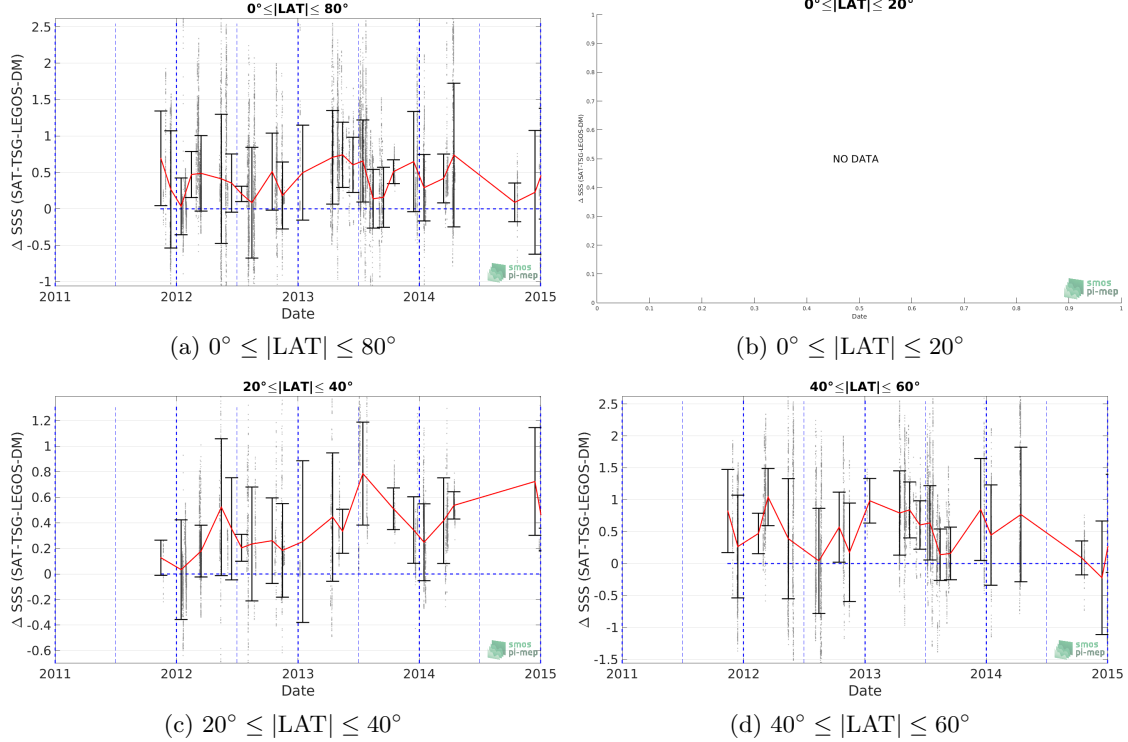 0°≤|LAT|≤ 80°
Δ SSS (SAT-TSG-LEGOS-DM)
2.5
2
1.5
1
0.5
0
-0.5
-1
2011 2012 2013 2014 2015
Date
smos
pi-mep
(a) 0° ≤ |LAT| ≤ 80°
0°≤|LAT|≤ 20°
Δ SSS (SAT-TSG-LEGOS-DM)
1
0.9
0.8
0.7
0.6
0.5
0.4
0.3
0.2
0.1
0
NO DATA
0 0.1 0.2 0.3 0.4 0.5 0.6 0.7 0.8 0.9 1
Date
smos
pi-mep
(b) 0° ≤ |LAT| ≤ 20°
20°≤|LAT|≤ 40°
Δ SSS (SAT-TSG-LEGOS-DM)
1.2
1
0.8
0.6
0.4
0.2
0
-0.2
-0.4
-0.6
2011 2012 2013 2014 2015
Date
smos
pi-mep
(c) 20° ≤ |LAT| ≤ 40°
40°≤|LAT|≤ 60°
Δ SSS (SAT-TSG-LEGOS-DM)
2.5
2
1.5
1
0.5
0
-0.5
-1
-1.5
2011 2012 2013 2014 2015
Date
smos
pi-mep
(d) 40° ≤ |LAT| ≤ 60°